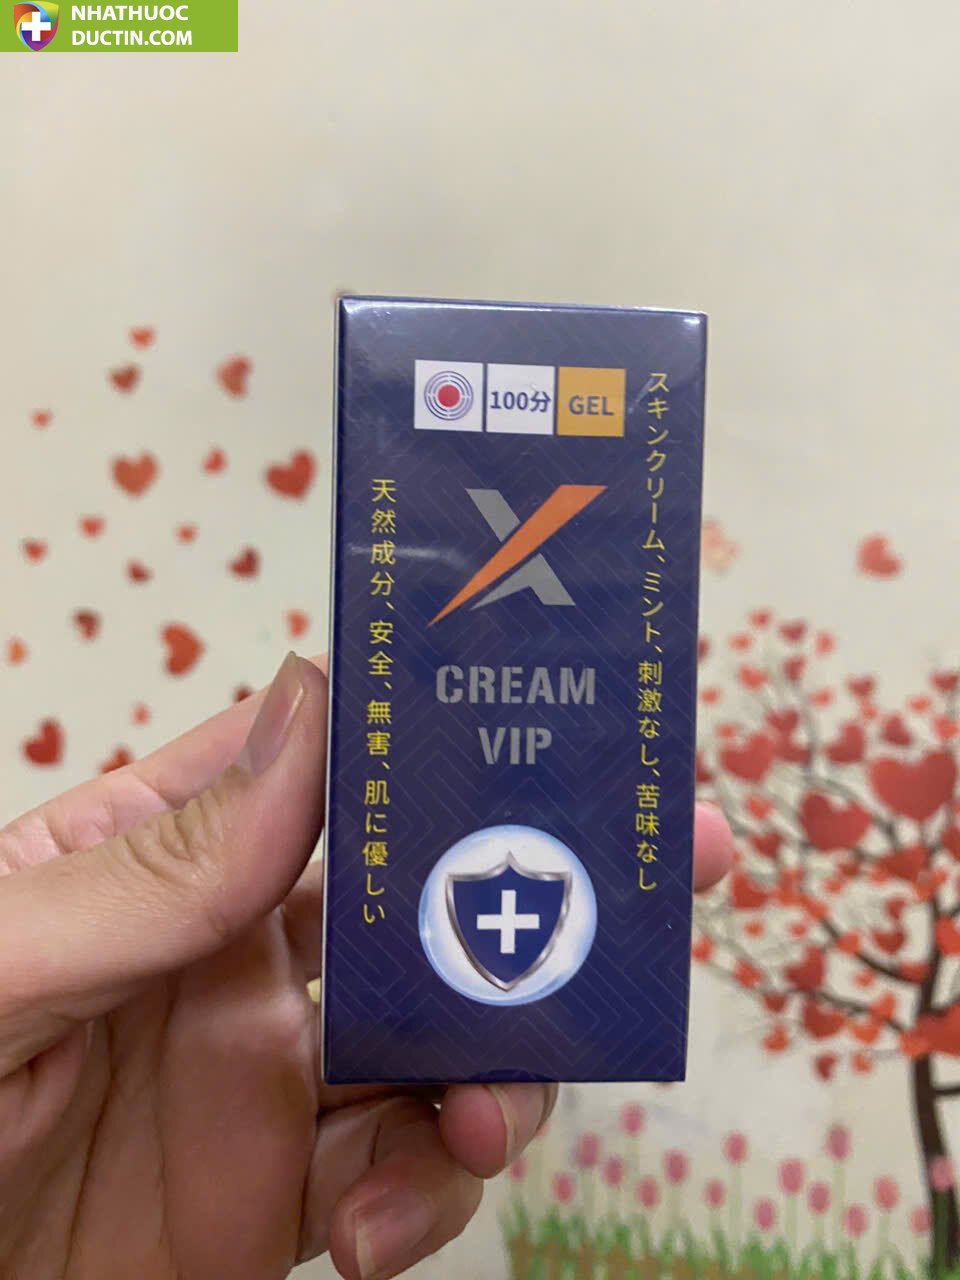 NHATHUOC
DUCTIN.COM
100分
GEL
スキンクリーム、ミント、刺激なし、苦味なし
天然成分、安全、無害、肌に優しい
X
CREAM
VIP